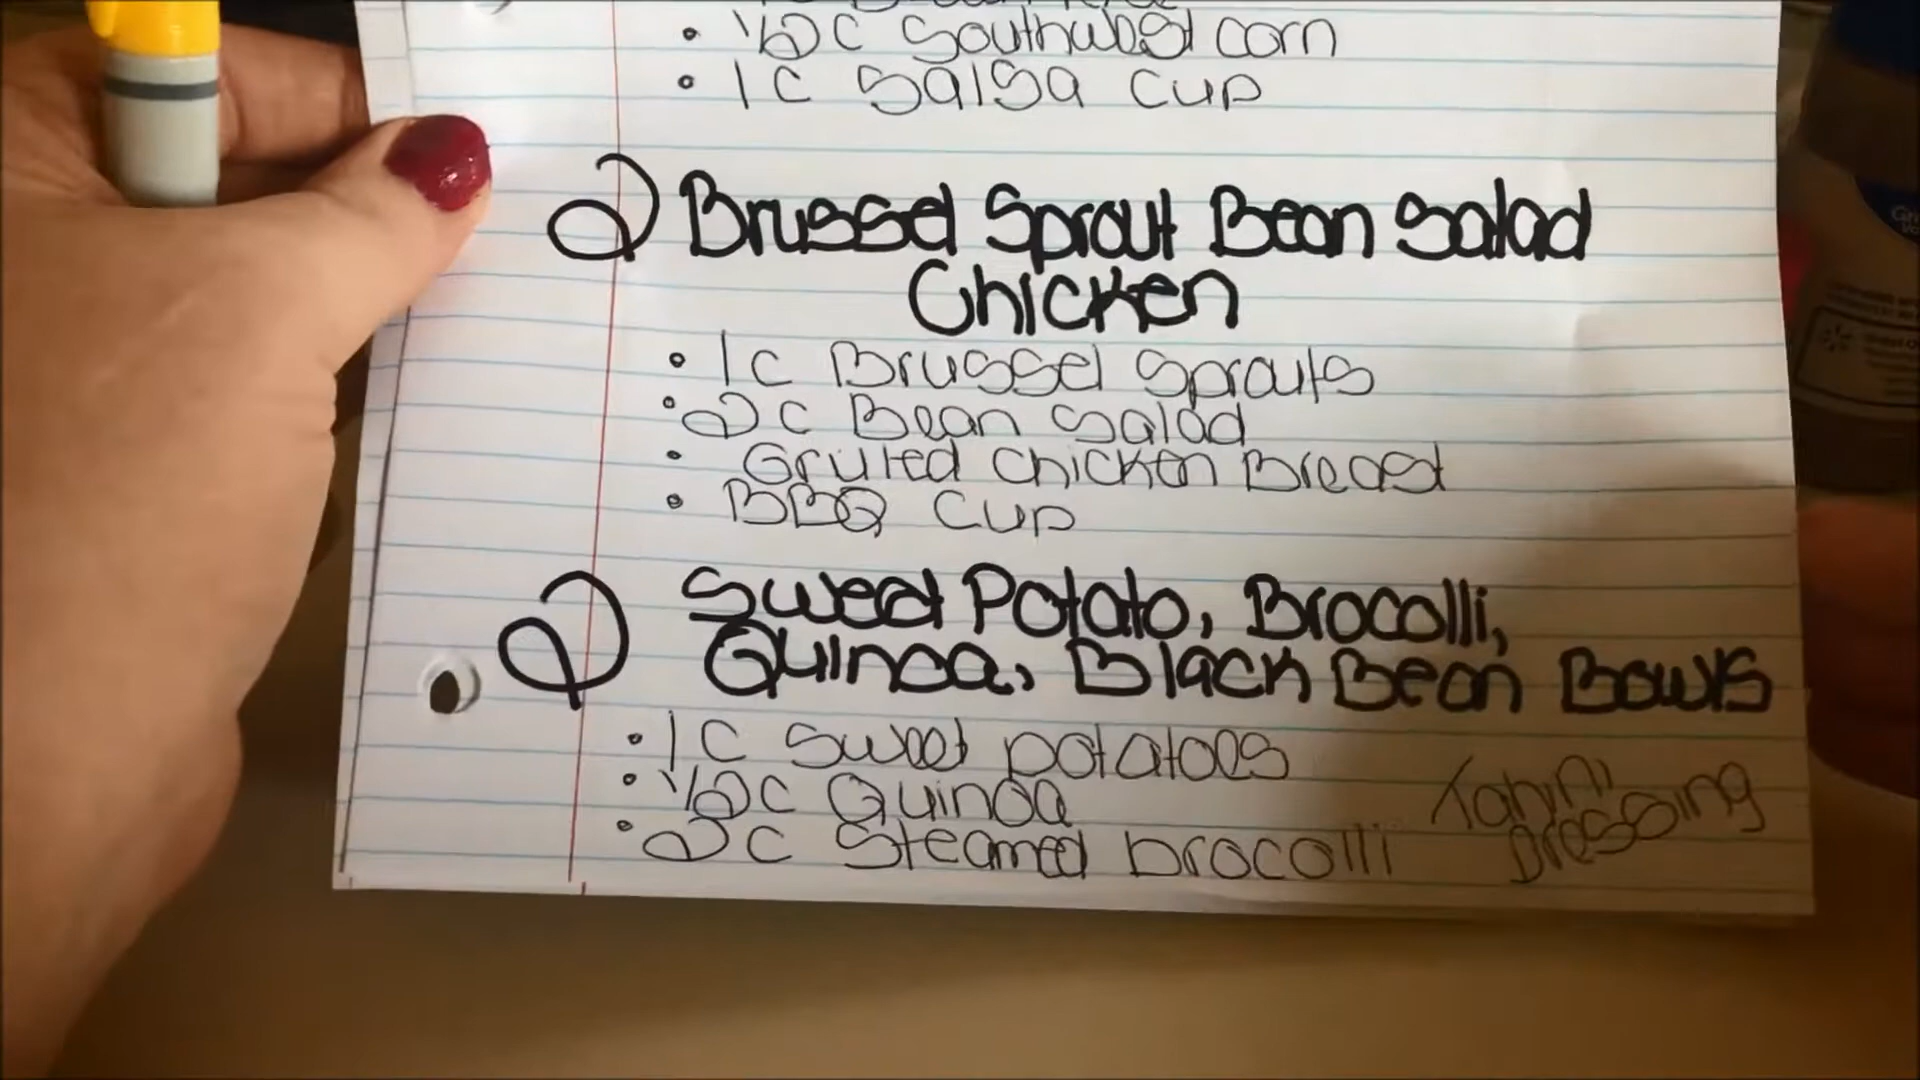 • 1/2 C Southwest corn
• 1 C Salsa cup
2 Brussel Sprout Bean Salad
Chicken
• 1 C Brussel Sprouts
• 2 C Bean Salad
• Grilled Chicken Breast
• BBQ Cup
2 Sweet Potato, Brocolli,
Quinoa, Black Bean Bowls
• 1 C Sweet potatoes
• 1/2 C Quinoa
• 2 C Steamed brocolli
Tahini
Dressing